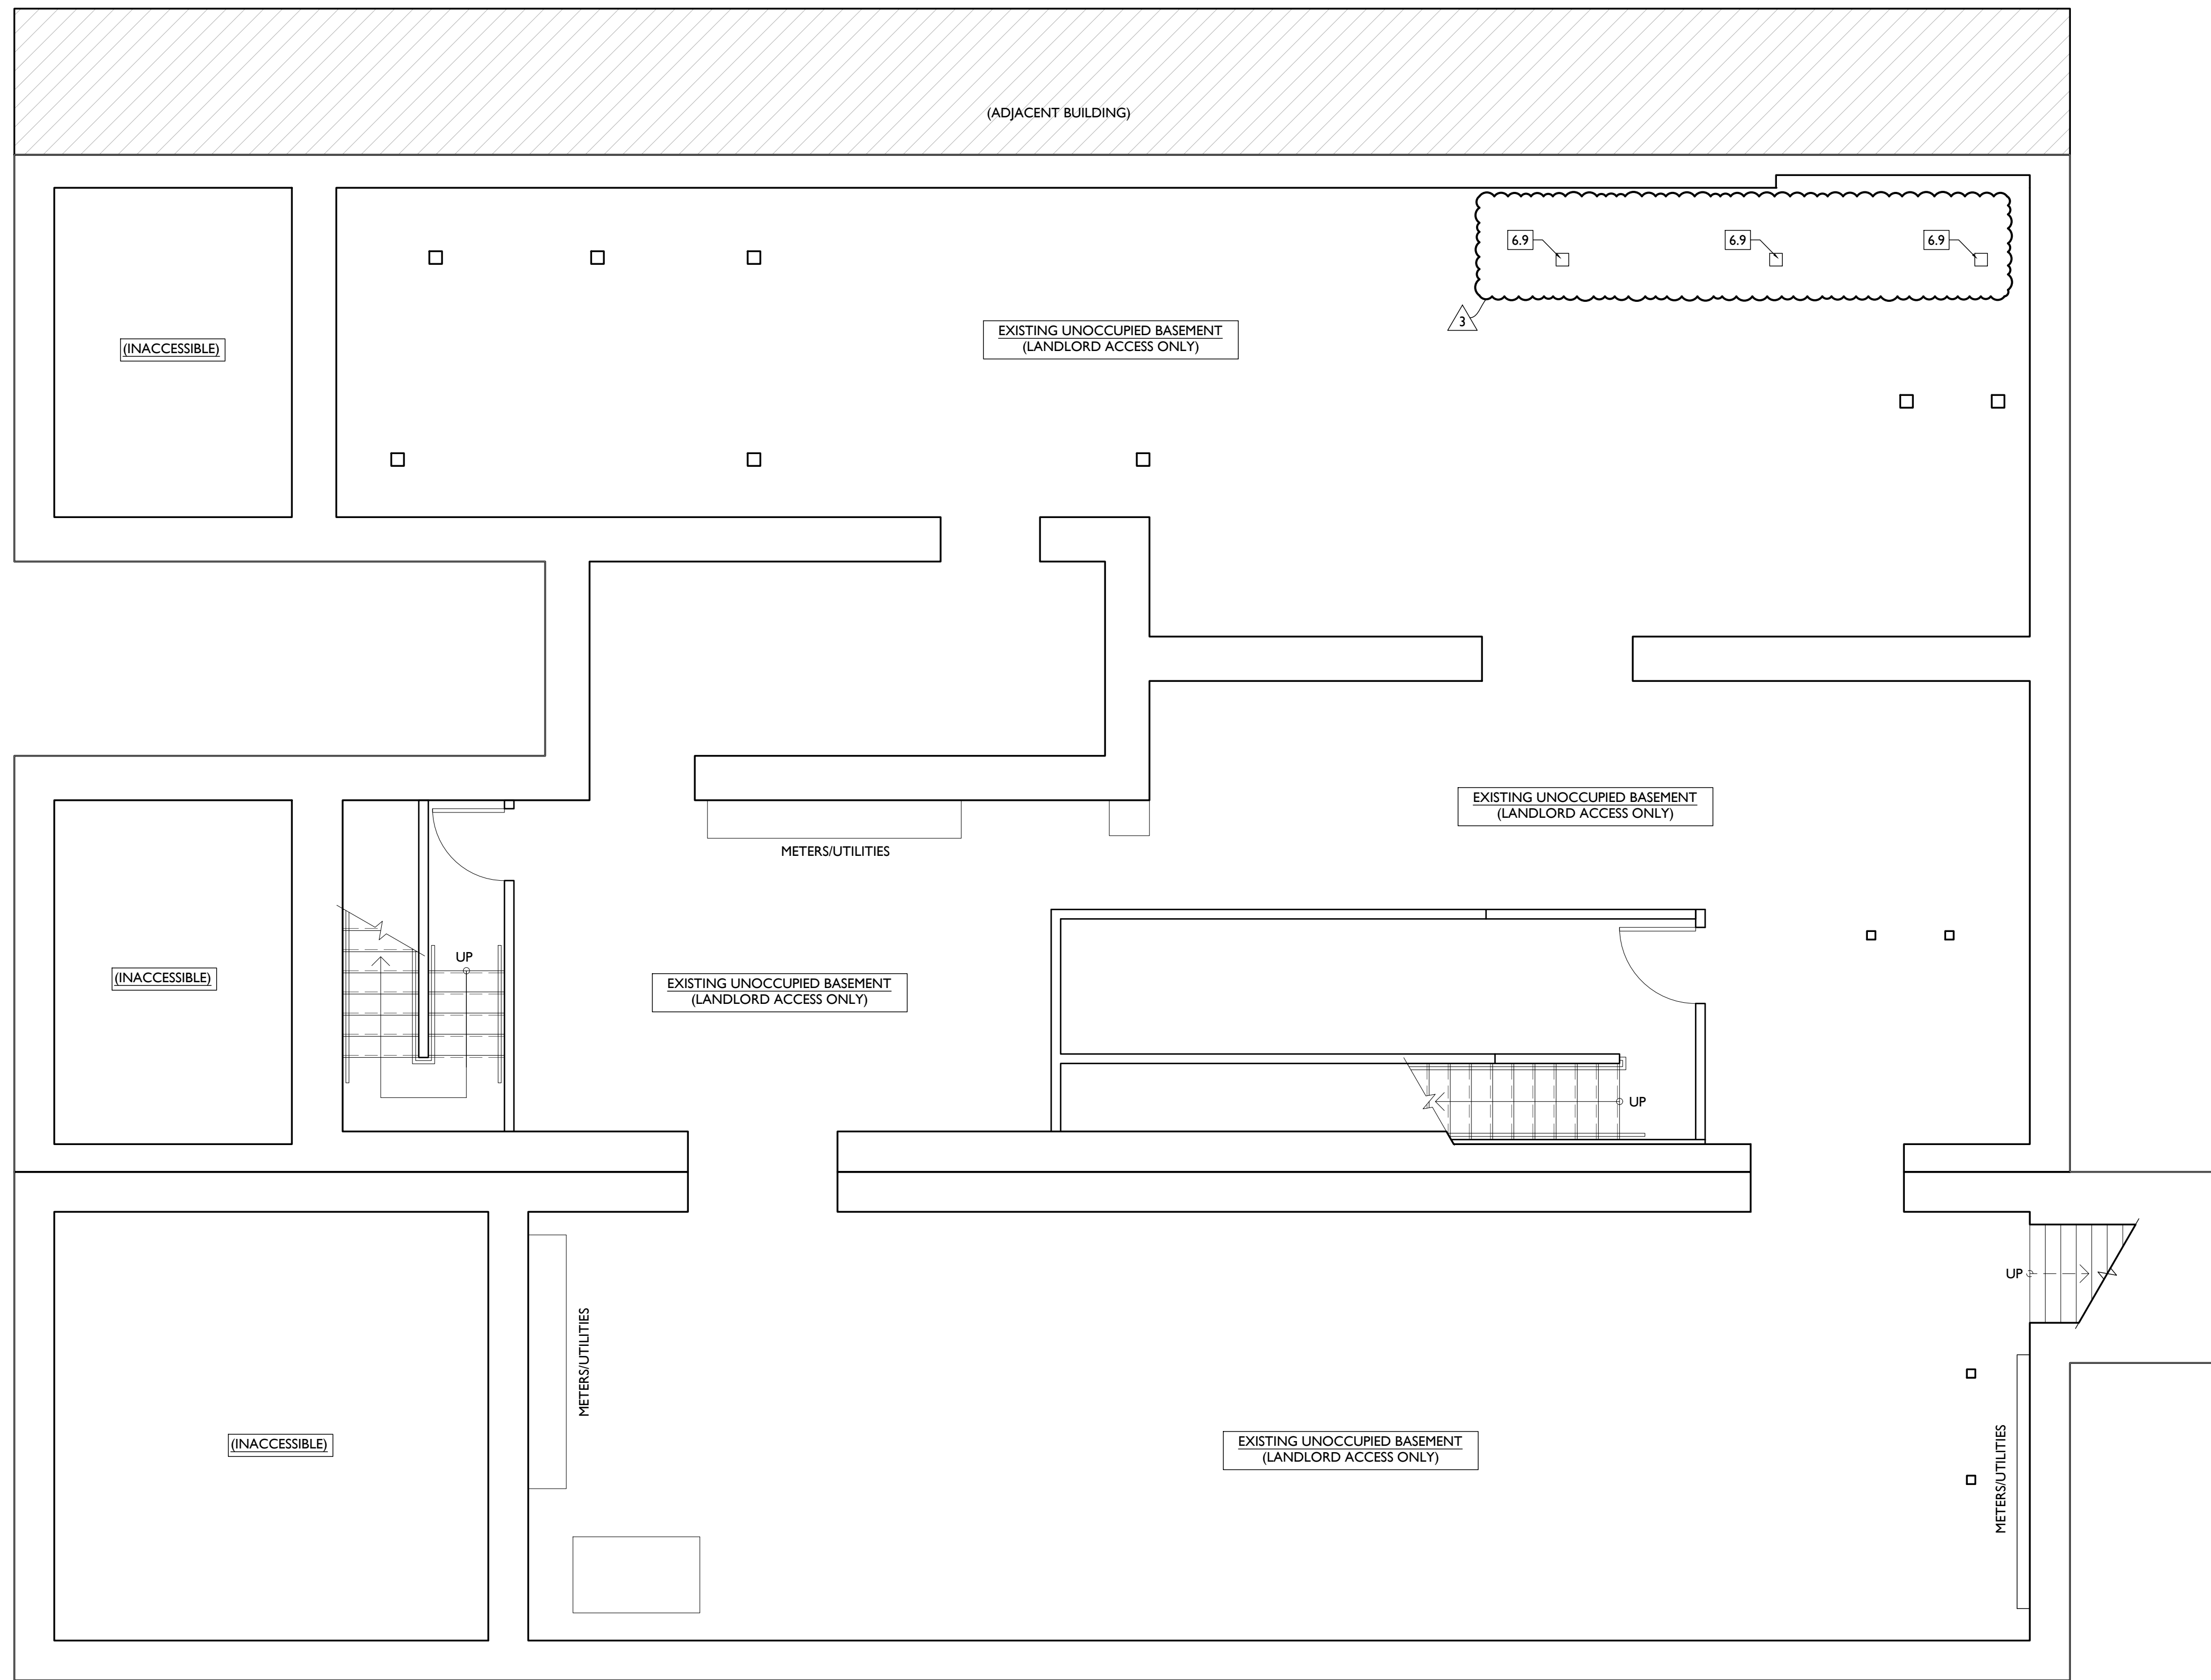 (ADJACENT BUILDING)
6.9
6.9
6.9
3
EXISTING UNOCCUPIED BASEMENT
(LANDLORD ACCESS ONLY)
(INACCESSIBLE)
EXISTING UNOCCUPIED BASEMENT
(LANDLORD ACCESS ONLY)
METERS/UTILITIES
UP
(INACCESSIBLE)
EXISTING UNOCCUPIED BASEMENT
(LANDLORD ACCESS ONLY)
UP
UP
METERS/UTILITIES
(INACCESSIBLE)
EXISTING UNOCCUPIED BASEMENT
(LANDLORD ACCESS ONLY)
METERS/UTILITIES